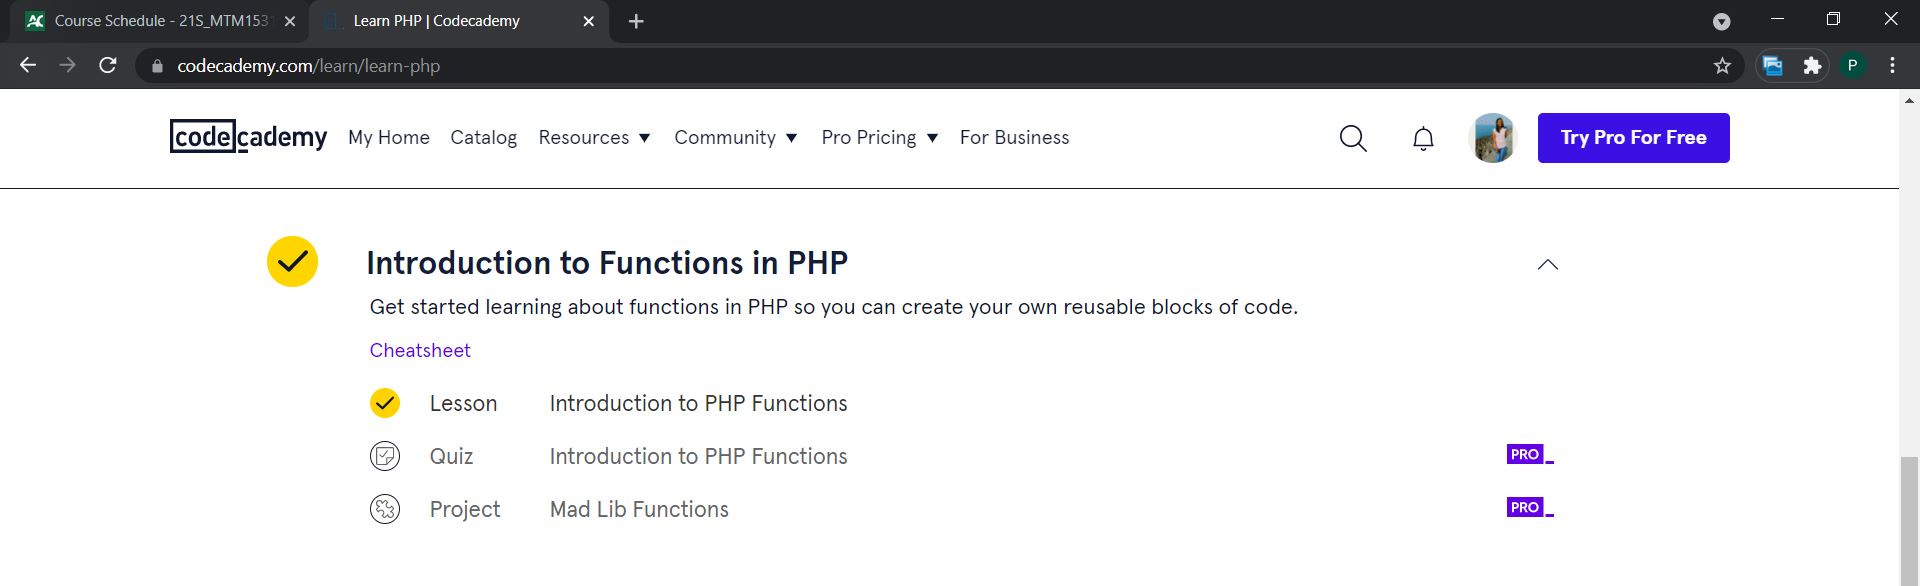 Course Schedule - 21S_MTM1531
Learn PHP | Codecademy
codecademy.com/learn/learn-php
P
codecademy My Home Catalog Resources Community Pro Pricing For Business Try Pro For Free
Introduction to Functions in PHP
Get started learning about functions in PHP so you can create your own reusable blocks of code.
Cheatsheet
Lesson Introduction to PHP Functions
Quiz Introduction to PHP Functions PRO
Project Mad Lib Functions PRO